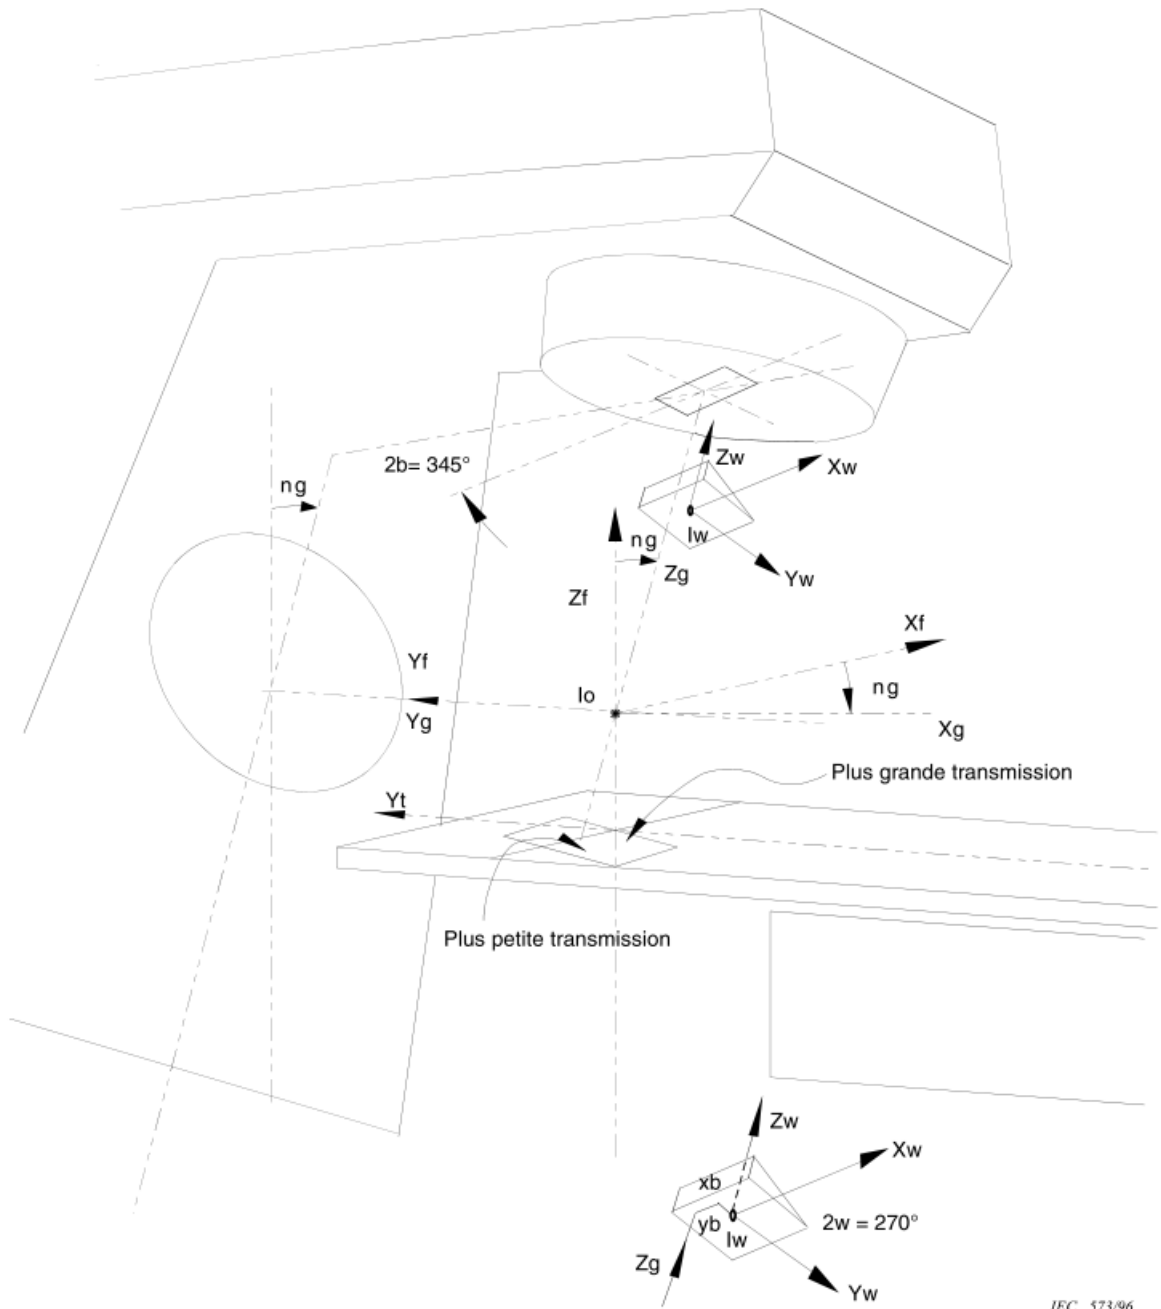 Zw
Xw
2b= 345°
ng
Iw
ng
Zg
Yw
Zf
Xf
Yf
Io
ng
Yg
Xg
Plus grande transmission
Yt
Plus petite transmission
Zw
Xw
xb
yb
2w = 270°
Iw
Zg
Yw
IEC 573/96